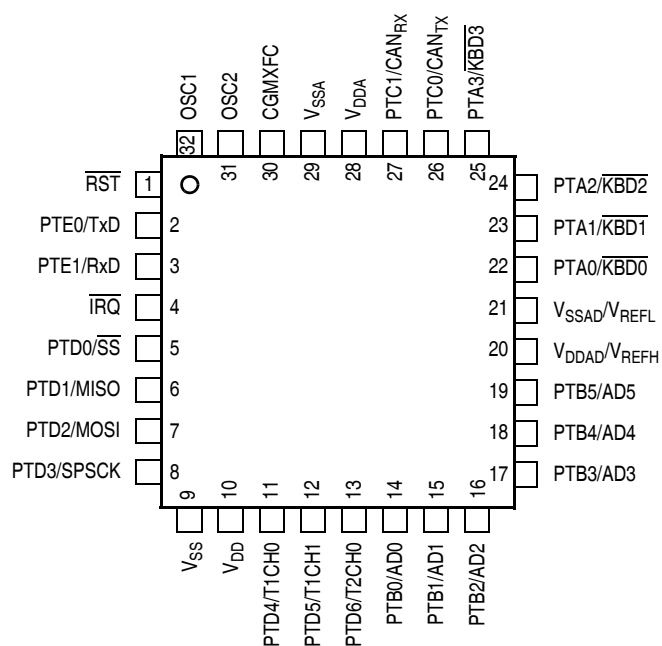 OSC1
OSC2
CGMXFC
VSSA
VDDA
PTC1/CANRX
PTC0/CANTX
PTA3/KBD3
32
31
30
29
28
27
26
25
RST 1
PTE0/TxD 2
PTE1/RxD 3
IRQ 4
PTD0/SS 5
PTD1/MISO 6
PTD2/MOSI 7
PTD3/SPSCK 8
24 PTA2/KBD2
23 PTA1/KBD1
22 PTA0/KBD0
21 VSSAD/VREFL
20 VDDAD/VREFH
19 PTB5/AD5
18 PTB4/AD4
17 PTB3/AD3
9
10
11
12
13
14
15
16
VSS
VDD
PTD4/T1CH0
PTD5/T1CH1
PTD6/T2CH0
PTB0/AD0
PTB1/AD1
PTB2/AD2